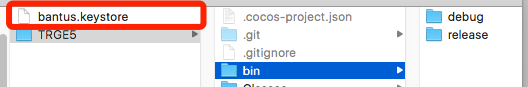 bantus.keystore
TRGE5
.cocos-project.json
.git
.gitignore
bin
debug
release